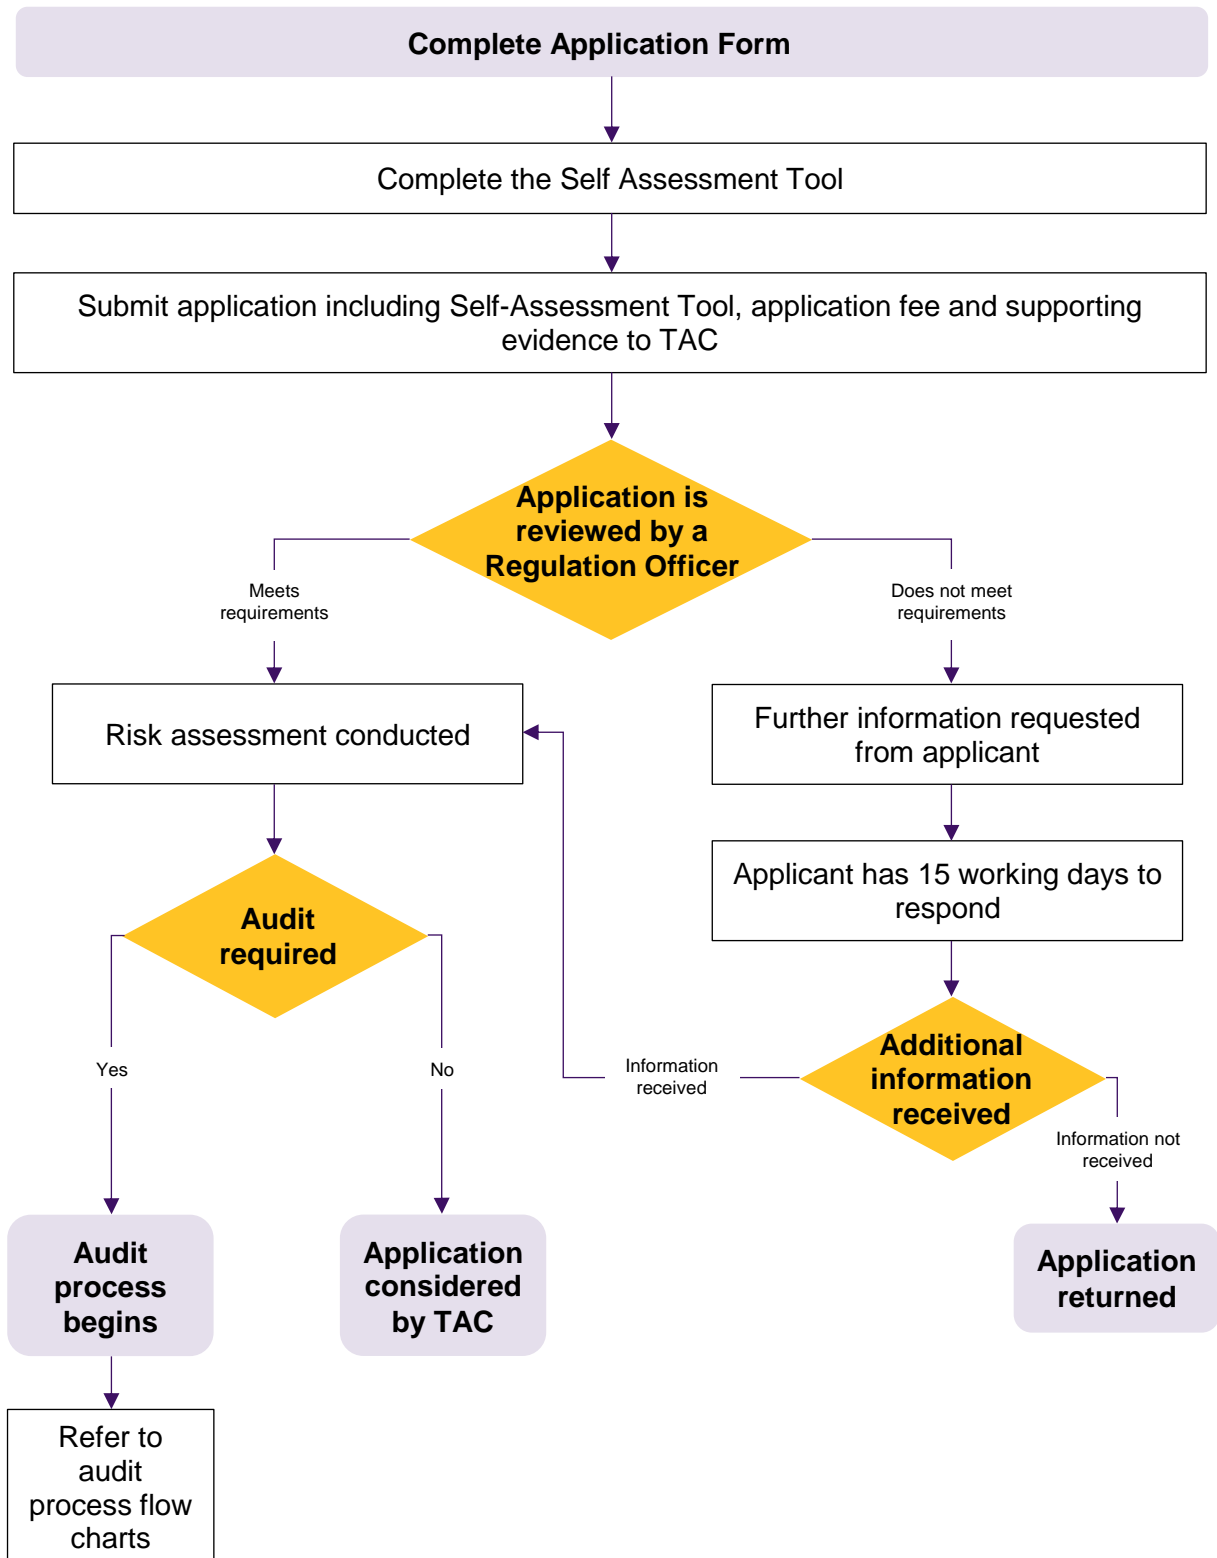 Complete Application Form
Complete the Self Assessment Tool
Submit application including Self-Assessment Tool, application fee and supporting
evidence to TAC
Application is
reviewed by a
Regulation Officer
Meets
requirements
Does not meet
requirements
Risk assessment conducted
Further information requested
from applicant
Applicant has 15 working days to
respond
Audit
required
Additional
information
received
Yes
No
Information
received
Information not
received
Audit
process
begins
Application
considered
by TAC
Application
returned
Refer to
audit
process flow
charts